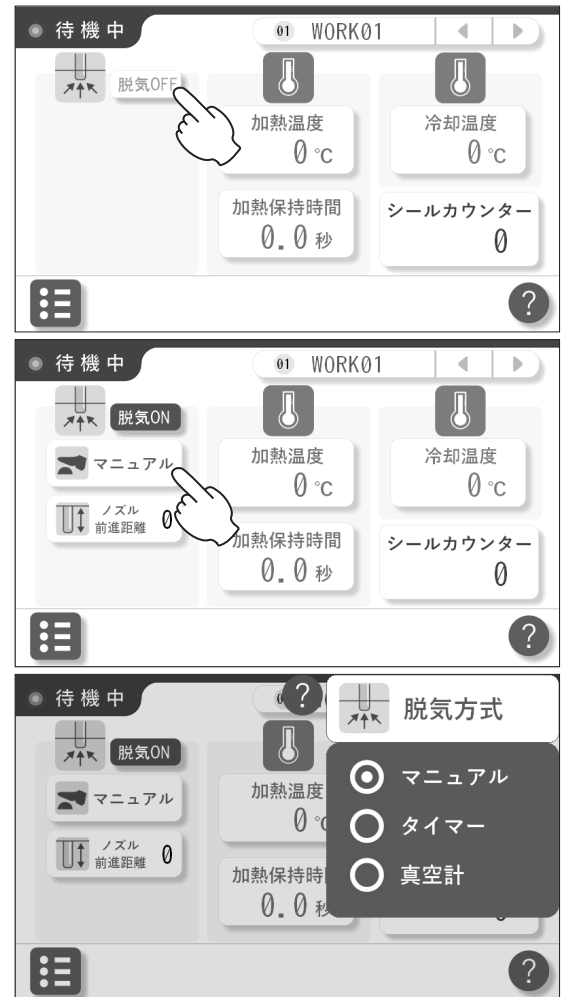 待機中
01 WORK01
脱気OFF
加熱温度
0 ℃
冷却温度
0 ℃
加熱保持時間
0.0 秒
シールカウンター
0
?
待機中
01 WORK01
脱気ON
マニュアル
ノズル
前進距離 0
加熱温度
0 ℃
冷却温度
0 ℃
加熱保持時間
0.0 秒
シールカウンター
0
?
待機中
?
脱気方式
脱気ON
マニュアル
ノズル
前進距離 0
加熱温度
0
加熱保持時
0.0
マニュアル
タイマー
真空計
?